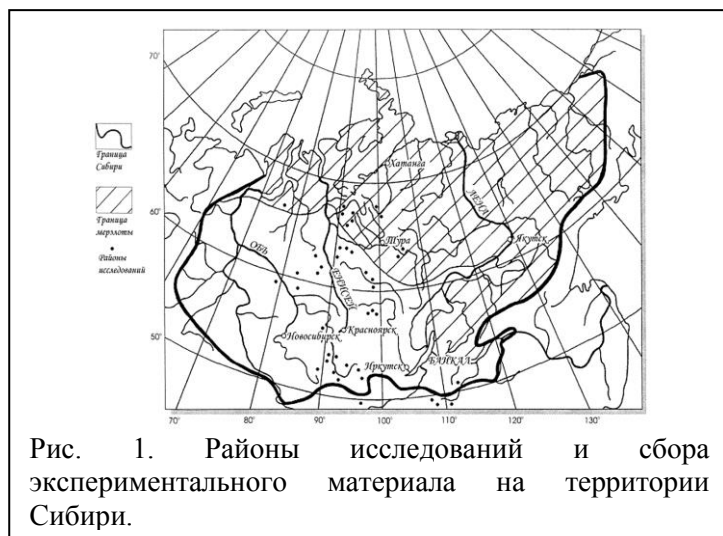 70'
Граница
Сибири
60'
Граница
мерзлоты
Районы
исследований
50'
Хатанга
ЛЕНА
Тура
Якутск
ОБЬ
ЕНИСЕЙ
Новосибирск
Красноярск
Иркутск
БАЙКАЛ
70' 80' 90' 100' 110' 120' 130'
Рис. 1. Районы исследований и сбора
экспериментального материала на территории
Сибири.